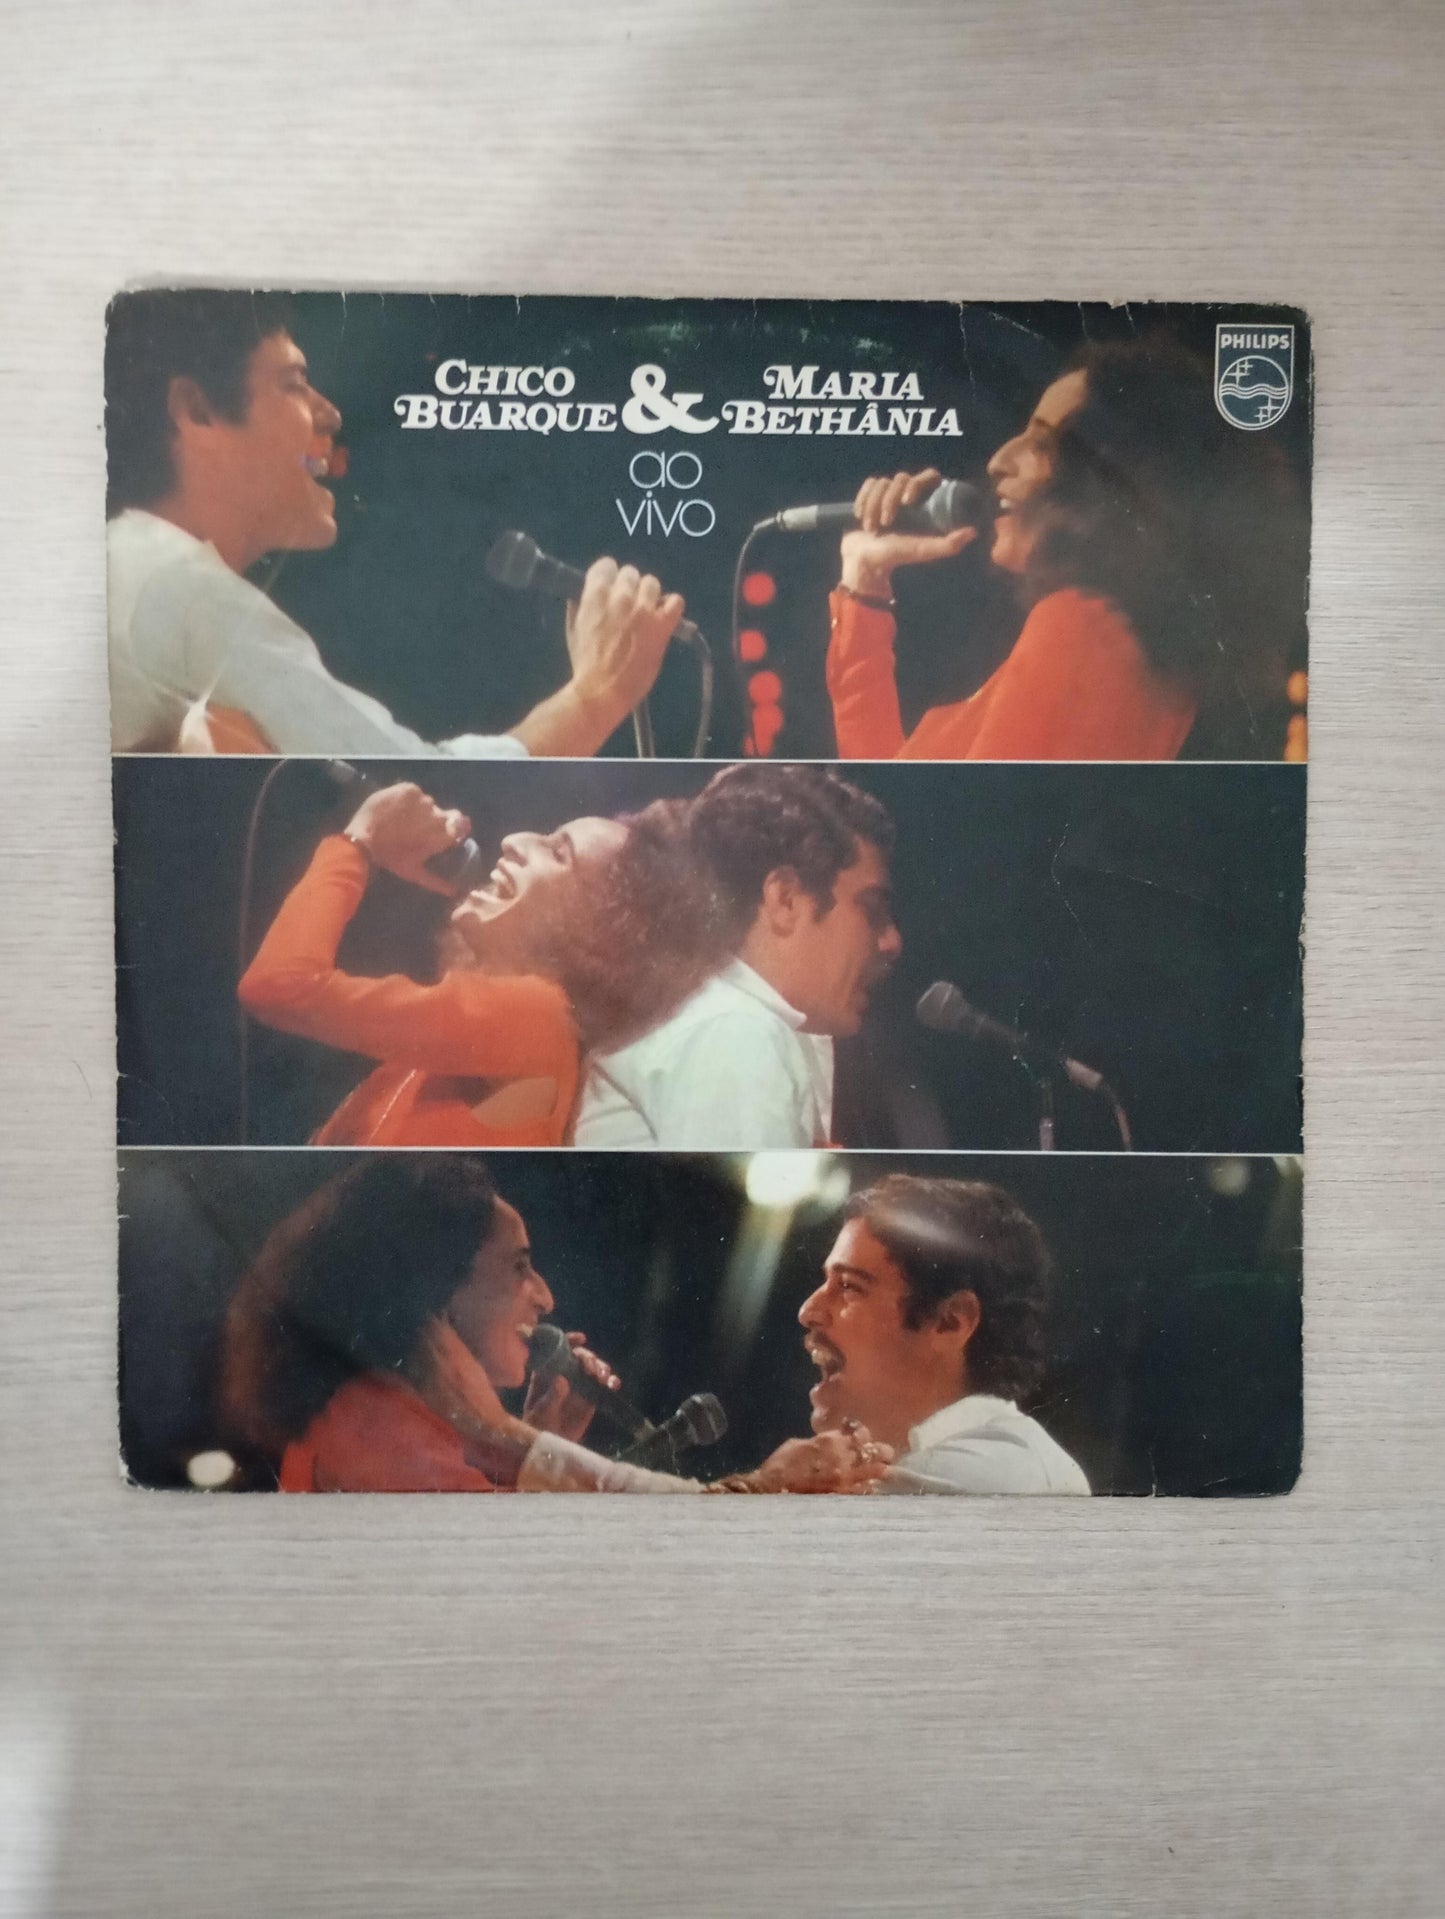 CHICO
BUARQUE
&
MARIA
BETHÂNIA
ao
vivo
PHILIPS